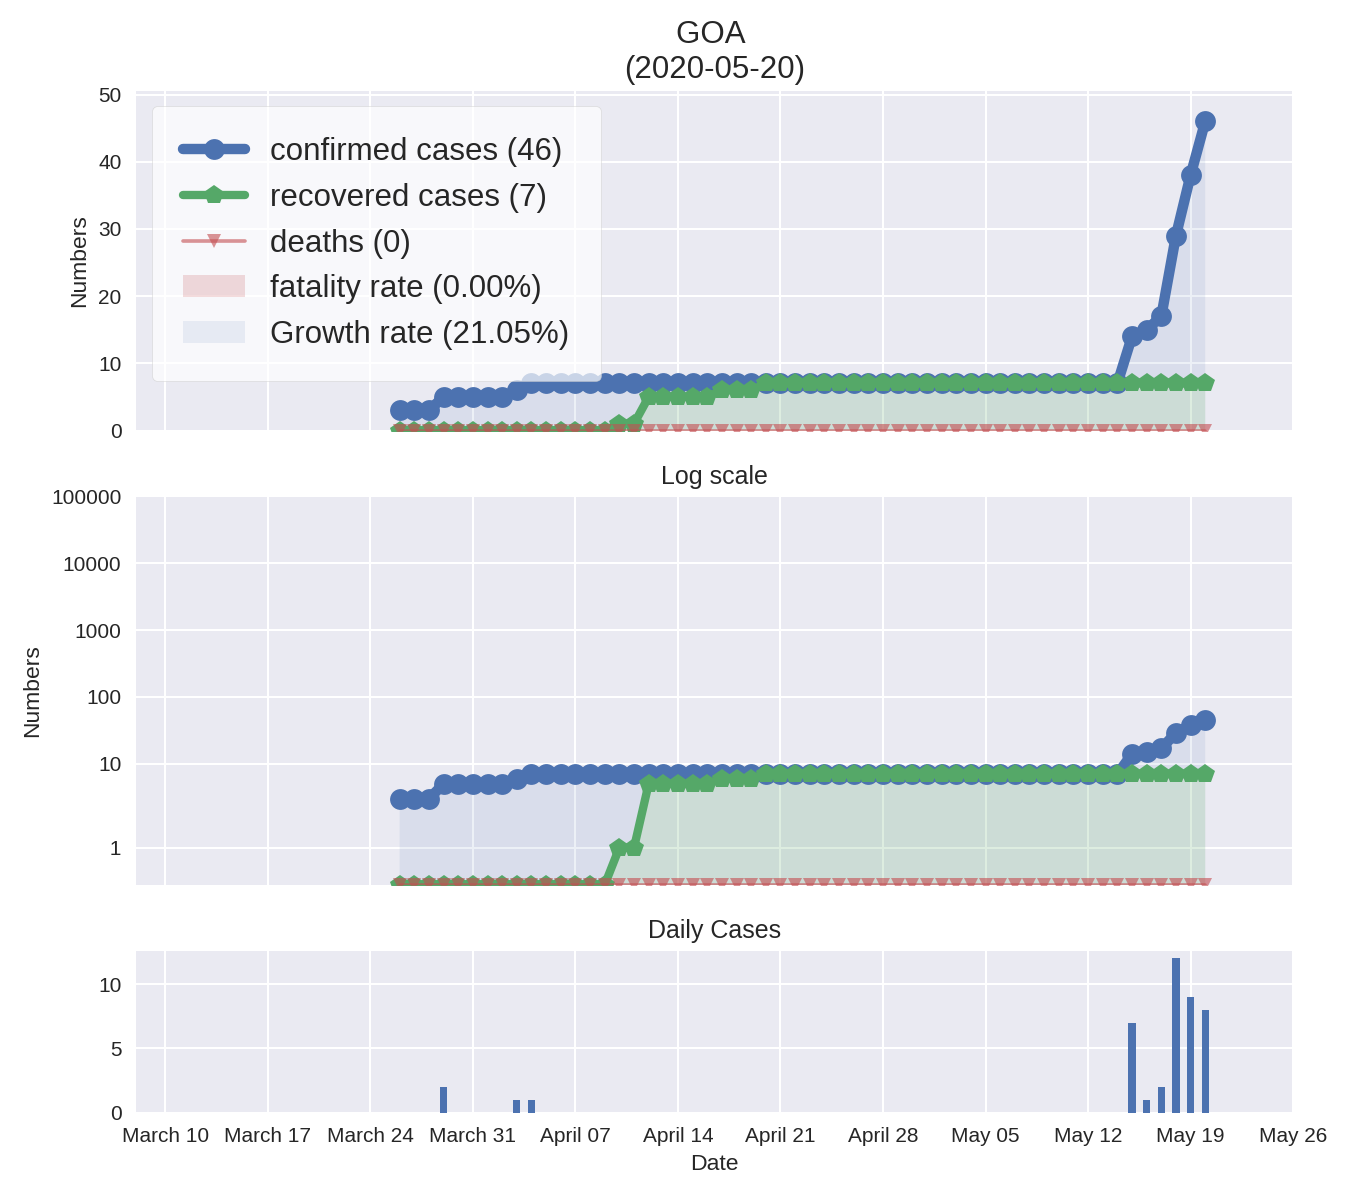 GOA
(2020-05-20)
50
40
30
20
10
0
Numbers
confirmed cases (46)
recovered cases (7)
deaths (0)
fatality rate (0.00%)
Growth rate (21.05%)
Log scale
100000
10000
1000
100
10
1
Numbers
Daily Cases
10
5
0
March 10 March 17 March 24 March 31 April 07 April 14 April 21 April 28 May 05 May 12 May 19 May 26
Date